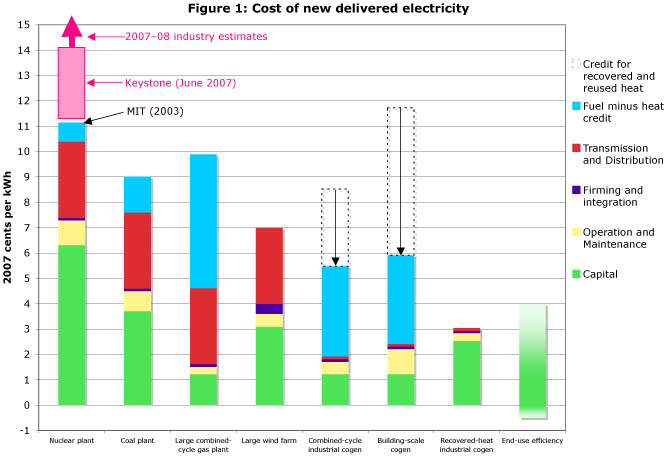 Figure 1: Cost of new delivered electricity
2007 cents per kWh
15
14
13
12
11
10
9
8
7
6
5
4
3
2
1
0
-1
2007–08 industry estimates
Keystone (June 2007)
MIT (2003)
Nuclear plant
Coal plant
Large combined-
cycle gas plant
Large wind farm
Combined-cycle
industrial cogen
Building-scale
cogen
Recovered-heat
industrial cogen
End-use efficiency
Credit for
recovered and
reused heat
Fuel minus heat
credit
Transmission
and Distribution
Firming and
integration
Operation and
Maintenance
Capital